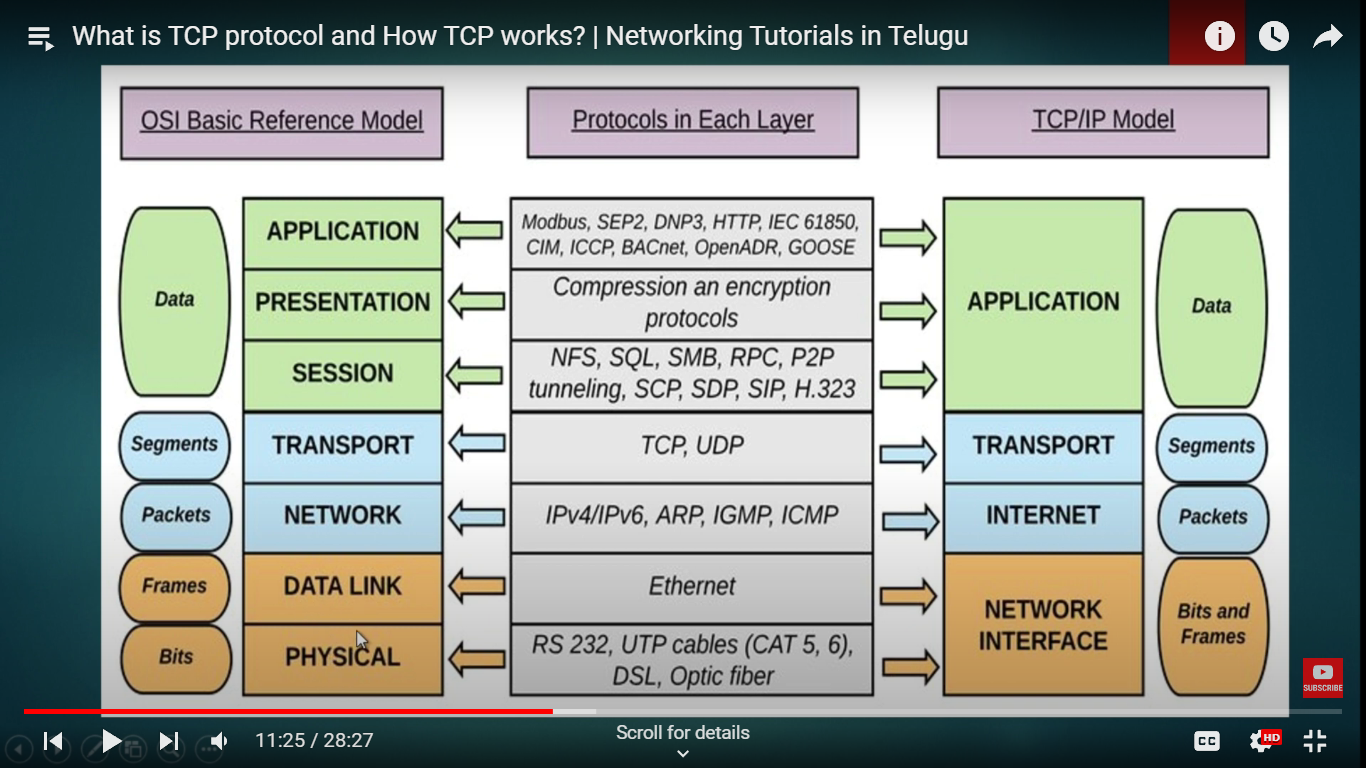 What is TCP protocol and How TCP works? | Networking Tutorials in Telugu
OSI Basic Reference Model
Protocols in Each Layer
TCP/IP Model
Data
APPLICATION
Modbus, SEP2, DNP3, HTTP, IEC 61850,
CIM, ICCP, BACnet, OpenADR, GOOSE
PRESENTATION
Compression an encryption
protocols
SESSION
NFS, SQL, SMB, RPC, P2P
tunneling, SCP, SDP, SIP, H.323
APPLICATION
Data
Segments
TRANSPORT
TCP, UDP
TRANSPORT
Segments
Packets
NETWORK
IPv4/IPv6, ARP, IGMP, ICMP
INTERNET
Packets
Frames
DATA LINK
Ethernet
Bits
PHYSICAL
RS 232, UTP cables (CAT 5, 6),
DSL, Optic fiber
NETWORK
INTERFACE
Bits and
Frames
SUBSCRIBE
11:25 / 28:27
Scroll for details
CC
HD